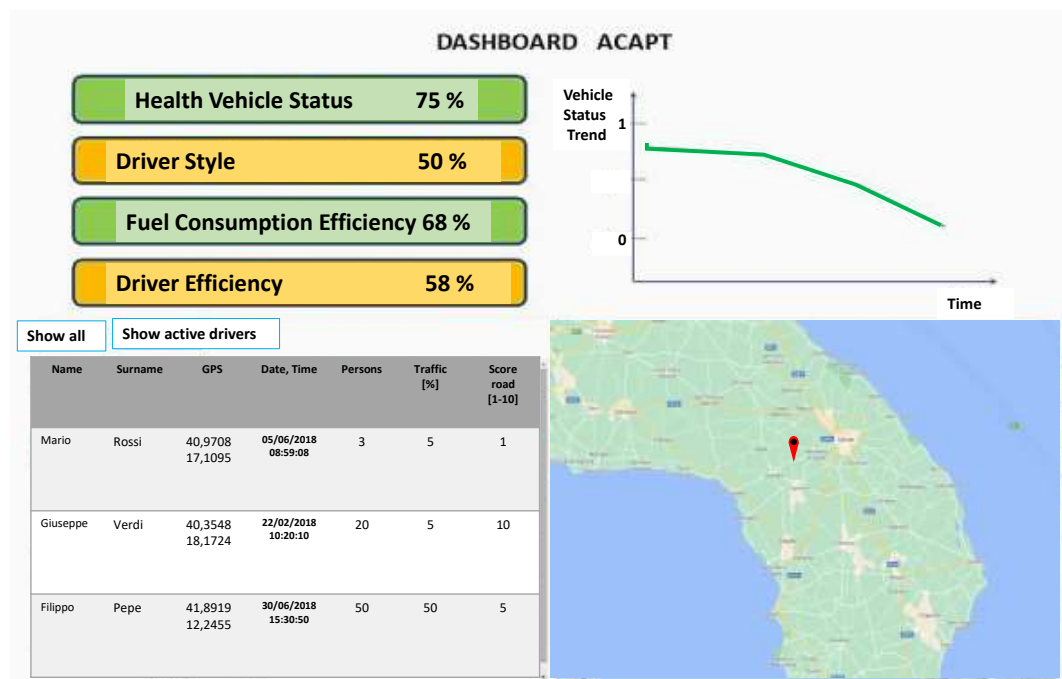 DASHBOARD ACAPT
Health Vehicle Status 75 %
Driver Style 50 %
Fuel Consumption Efficiency 68 %
Driver Efficiency 58 %
Vehicle
Status
Trend
1
0
Time
Show all
Show active drivers
Name Surname GPS Date, Time Persons Traffic [%] Score road [1-10]
Mario Rossi 40,9708 05/06/2018 3 5 1
17,1095 08:59:08
Giuseppe Verdi 40,3548 22/02/2018 20 5 10
18,1724 10:20:10
Filippo Pepe 41,8919 30/06/2018 50 50 5
12,2455 15:30:50